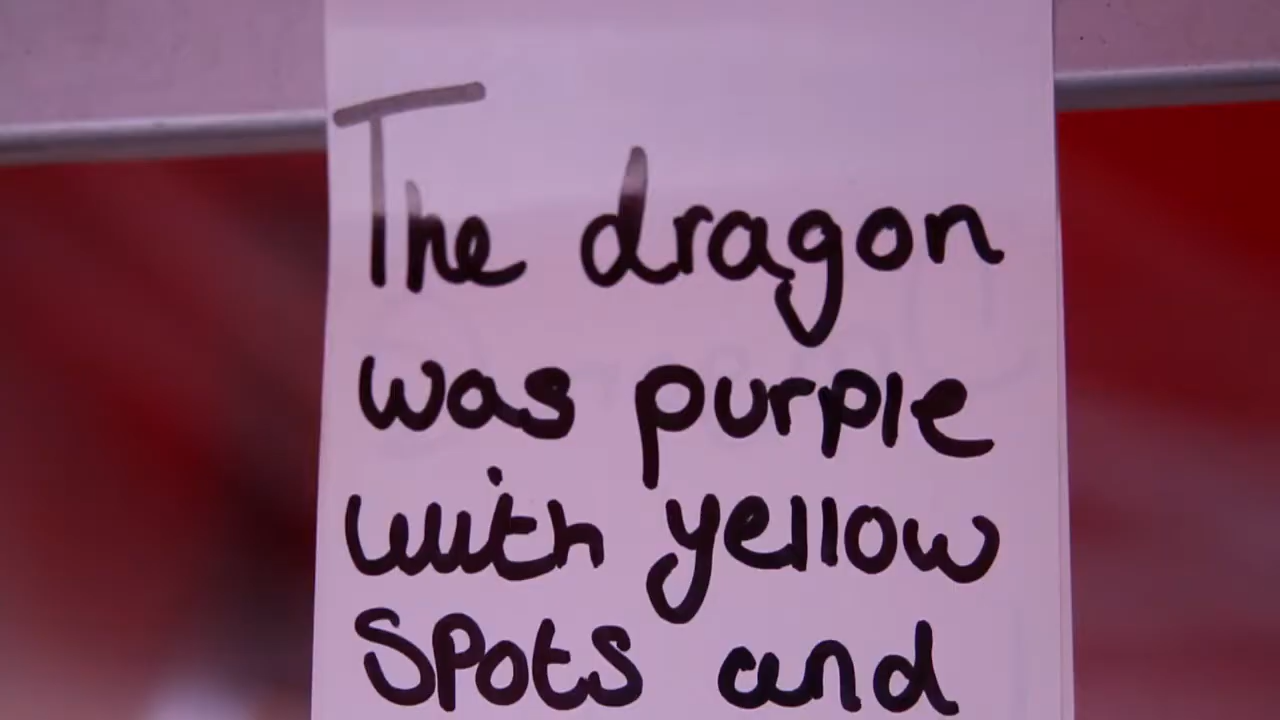 The dragon
was purple
with yellow
spots and